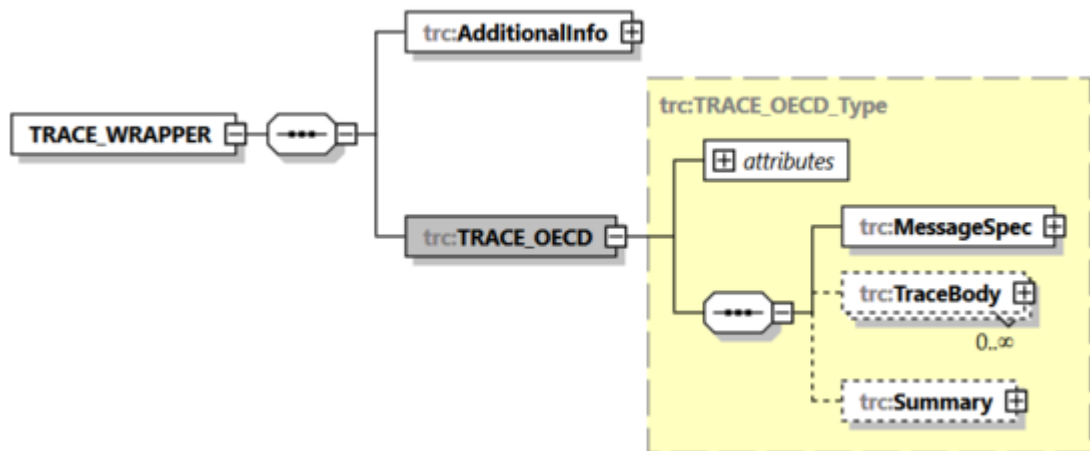 trc:AdditionalInfo
trc:TRACE_OECD_Type
TRACE_WRAPPER
attributes
trc:MessageSpec
trc:TRACE_OECD
trc:TraceBody
0..∞
trc:Summary